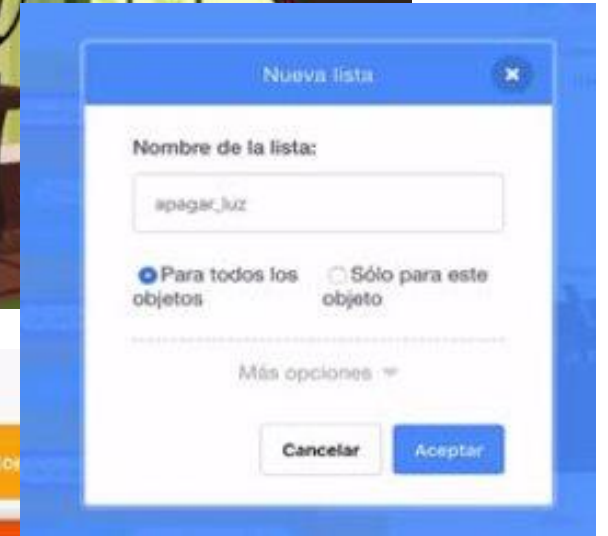 Nueva lista
Nombre de la lista:
apagar_luz
Para todos los objetos
Sólo para este objeto
Más opciones
Cancelar
Aceptar